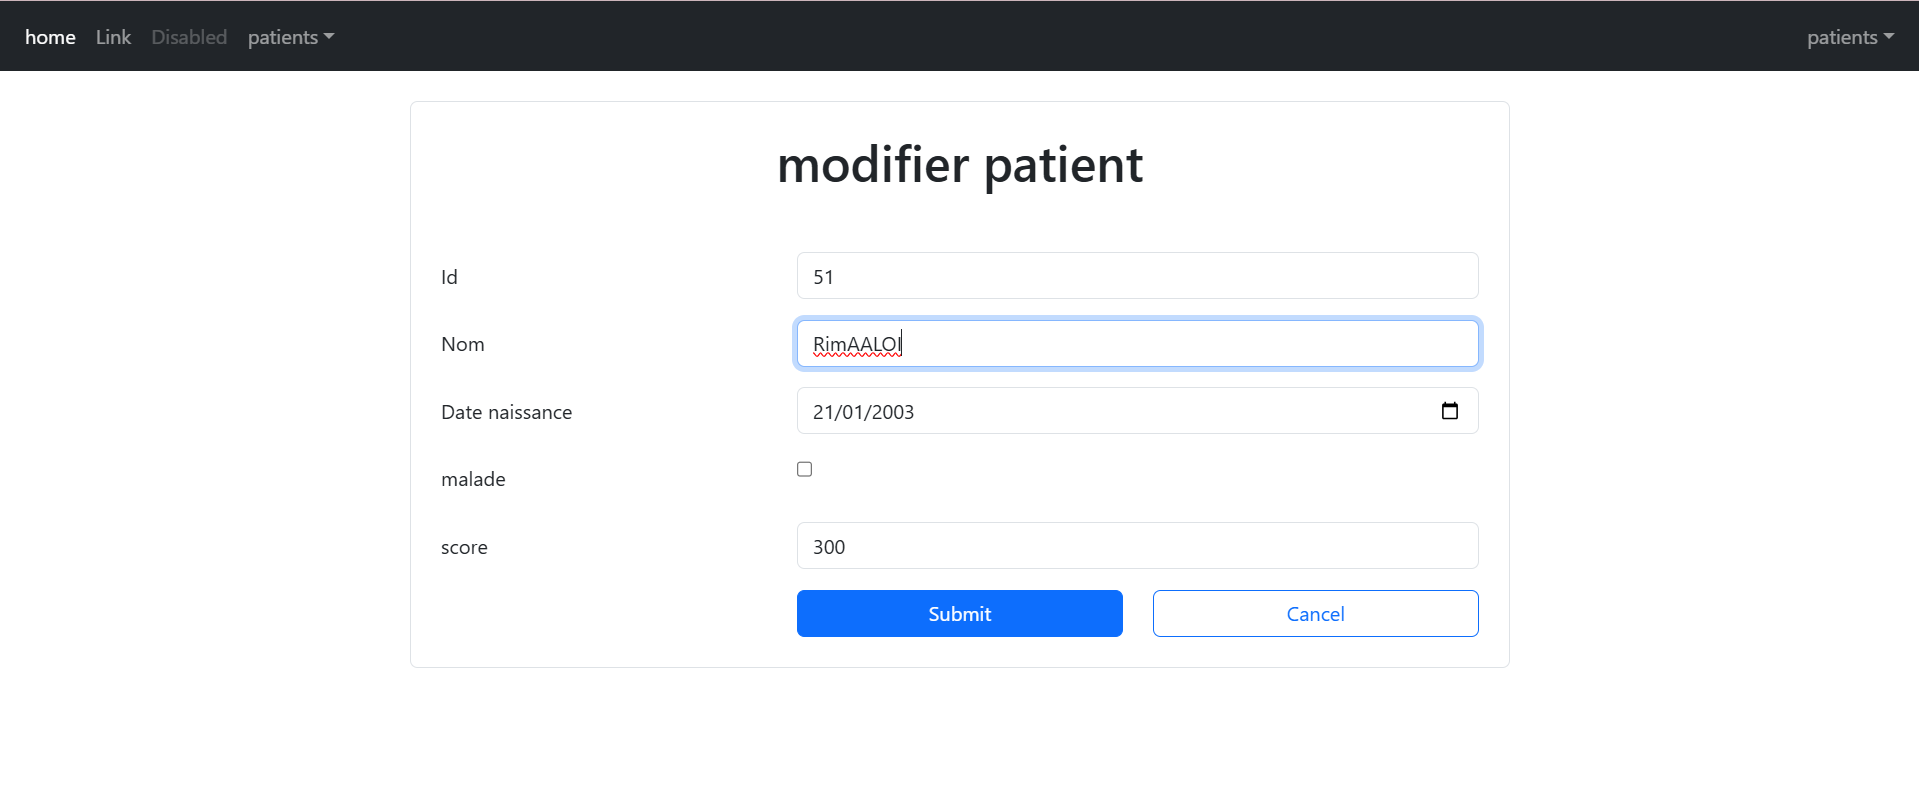 home Link Disabled patients patients
modifier patient
Id 51
Nom RimAALOI
Date naissance 21/01/2003
malade
score 300
Submit Cancel